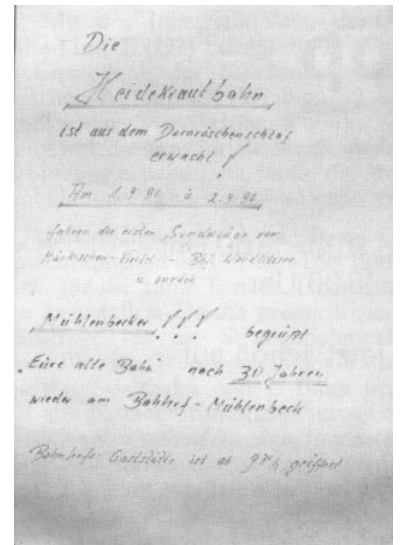 Die
Heidekrautbahn
ist aus dem Dornröschenschlaf
erwacht !
Am 1.9.90 u. 2.9.90
fahren die ersten Sonderzüge vom
Märkischen-Viertel - Bhf. Wandlitzsee
u. zurück
Mühlenbecker !!! begrüßt
"Eure alte Bahn" nach 30 Jahren
wieder am Bahnhof - Mühlenbeck
Bahnhofs-Gaststätte ist ab geöffnet